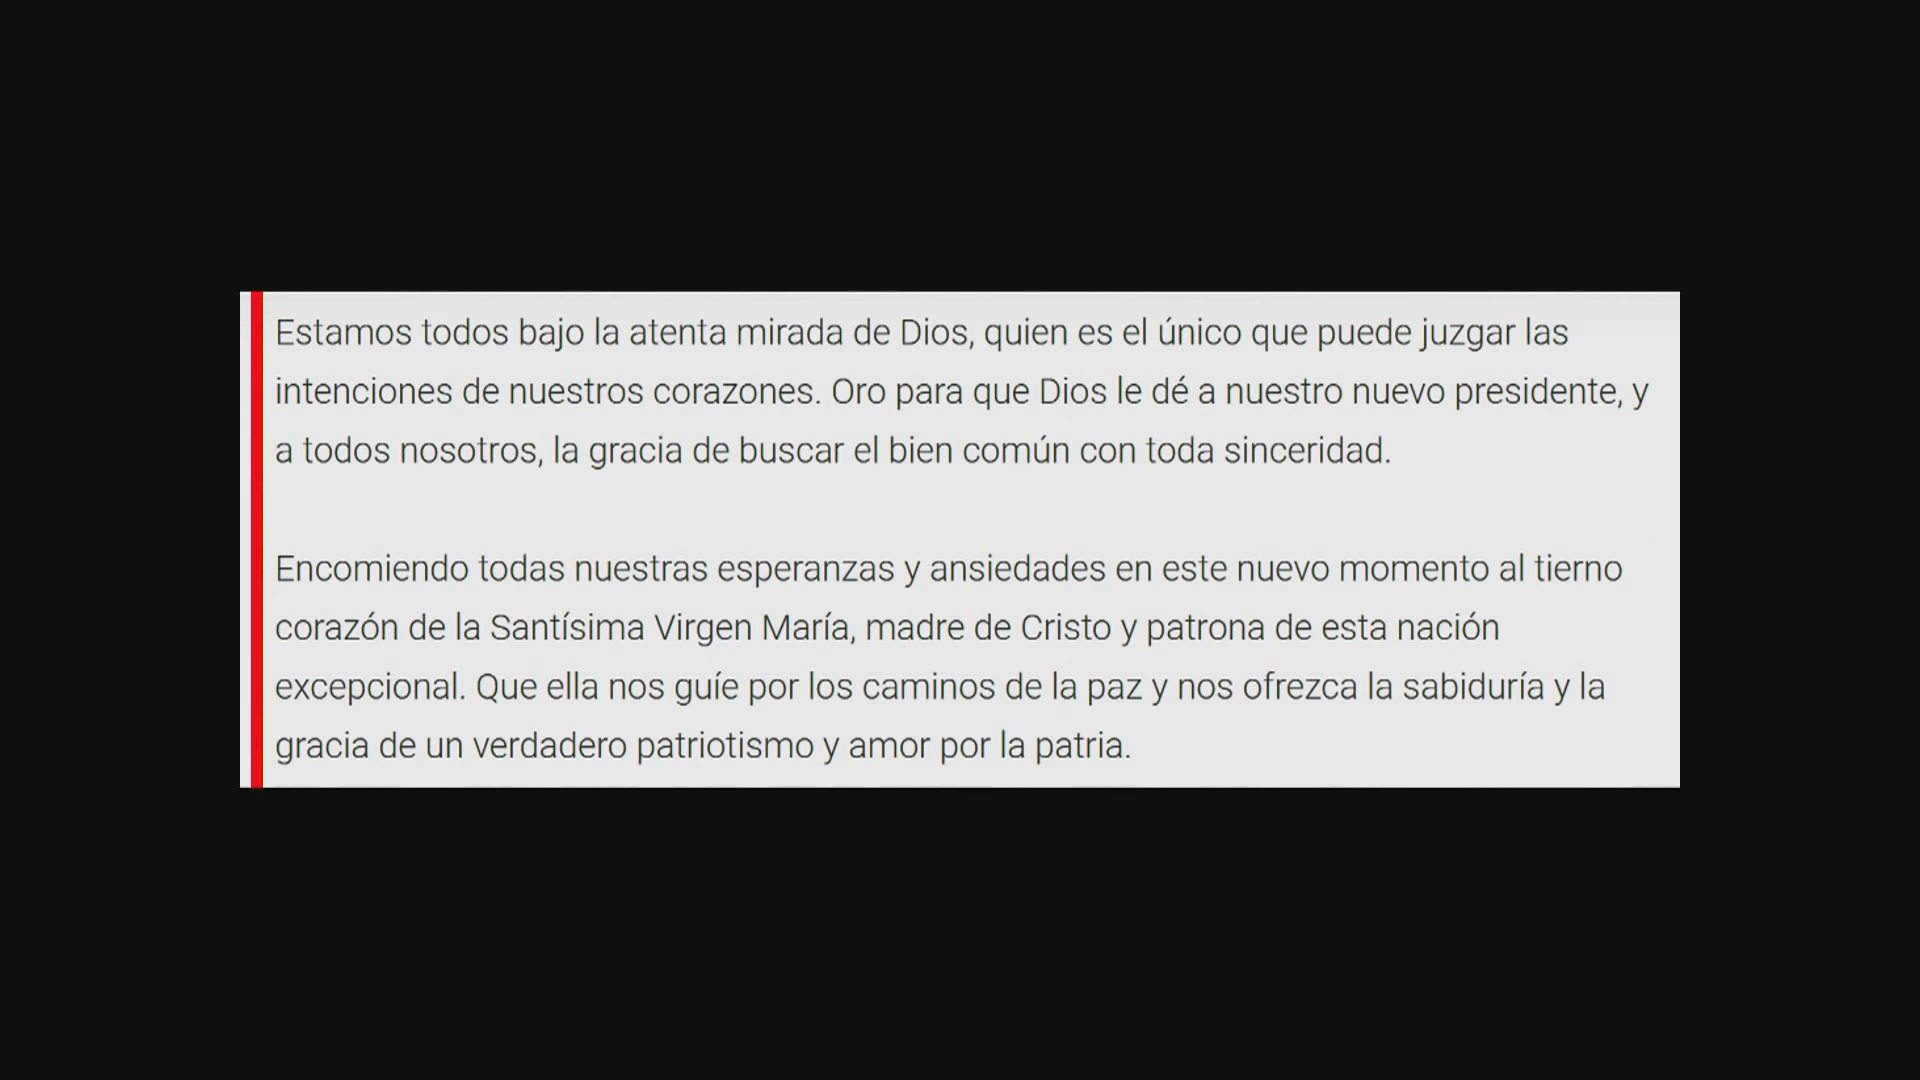 Estamos todos bajo la atenta mirada de Dios, quien es el único que puede juzgar las
intenciones de nuestros corazones. Oro para que Dios le dé a nuestro nuevo presidente, y
a todos nosotros, la gracia de buscar el bien común con toda sinceridad.
Encomiendo todas nuestras esperanzas y ansiedades en este nuevo momento al tierno
corazón de la Santísima Virgen María, madre de Cristo y patrona de esta nación
excepcional. Que ella nos guíe por los caminos de la paz y nos ofrezca la sabiduría y la
gracia de un verdadero patriotismo y amor por la patria.